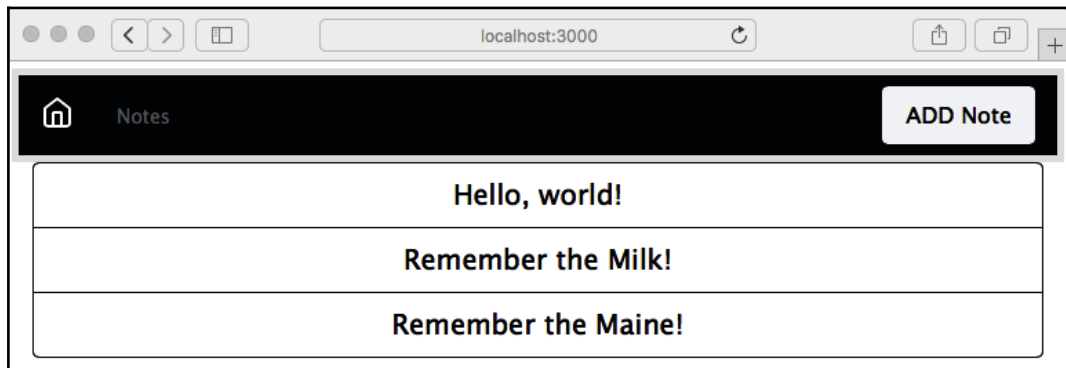 localhost:3000
Notes
ADD Note
Hello, world!
Remember the Milk!
Remember the Maine!